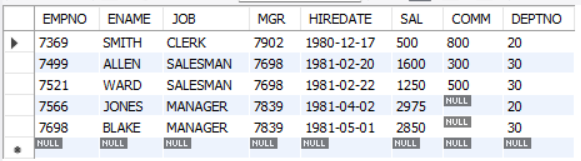 EMPNO ENAME JOB MGR HIREDATE SAL COMM DEPTNO
7369 SMITH CLERK 7902 1980-12-17 500 800 20
7499 ALLEN SALESMAN 7698 1981-02-20 1600 300 30
7521 WARD SALESMAN 7698 1981-02-22 1250 500 30
7566 JONES MANAGER 7839 1981-04-02 2975 NULL 20
7698 BLAKE MANAGER 7839 1981-05-01 2850 NULL 30
NULL NULL NULL NULL NULL NULL NULL NULL